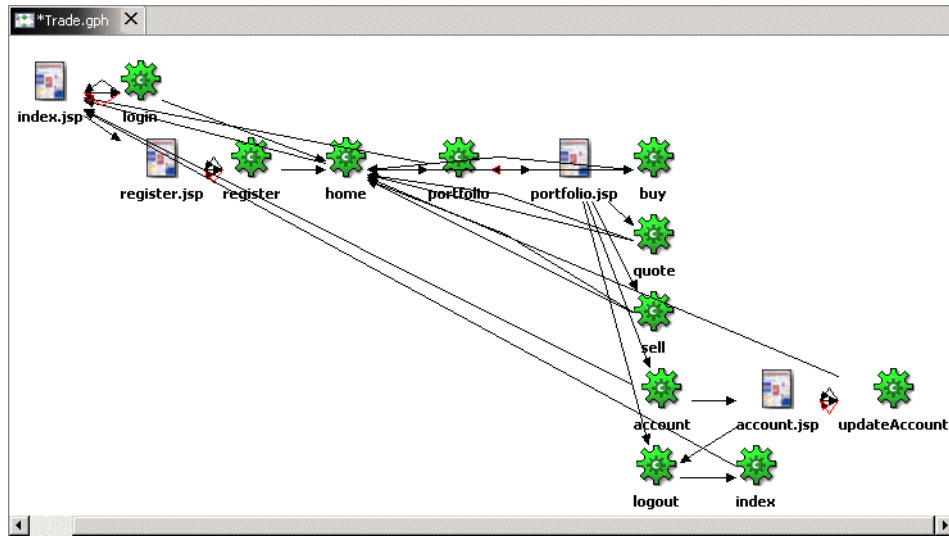 *Trade.gph
index.jsp
login
register.jsp
register
home
portfolio
portfolio.jsp
buy
quote
sell
account
account.jsp
updateAccount
logout
index